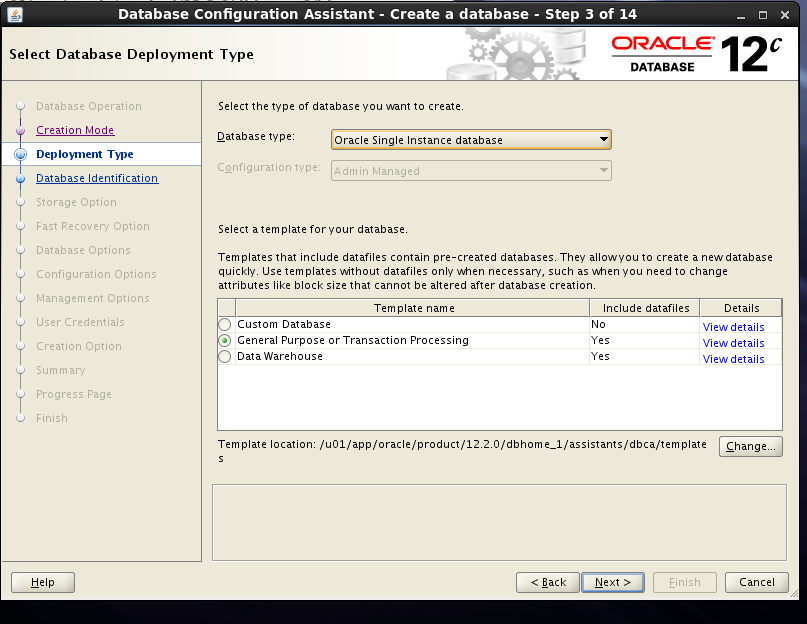 Database Configuration Assistant - Create a database - Step 3 of 14
Select Database Deployment Type
ORACLE
DATABASE
12c
Database Operation
Creation Mode
Deployment Type
Database Identification
Storage Option
Fast Recovery Option
Database Options
Configuration Options
Management Options
User Credentials
Creation Option
Summary
Progress Page
Finish
Select the type of database you want to create.
Database type: Oracle Single Instance database
Configuration type: Admin Managed
Select a template for your database.
Templates that include datafiles contain pre-created databases. They allow you to create a new database
quickly. Use templates without datafiles only when necessary, such as when you need to change
attributes like block size that cannot be altered after database creation.
Template name Include datafiles Details
Custom Database No View details
General Purpose or Transaction Processing Yes View details
Data Warehouse Yes View details
Template location: /u01/app/oracle/product/12.2.0/dbhome_1/assistants/dbca/template
s
Change...
Help
< Back
Next >
Finish
Cancel